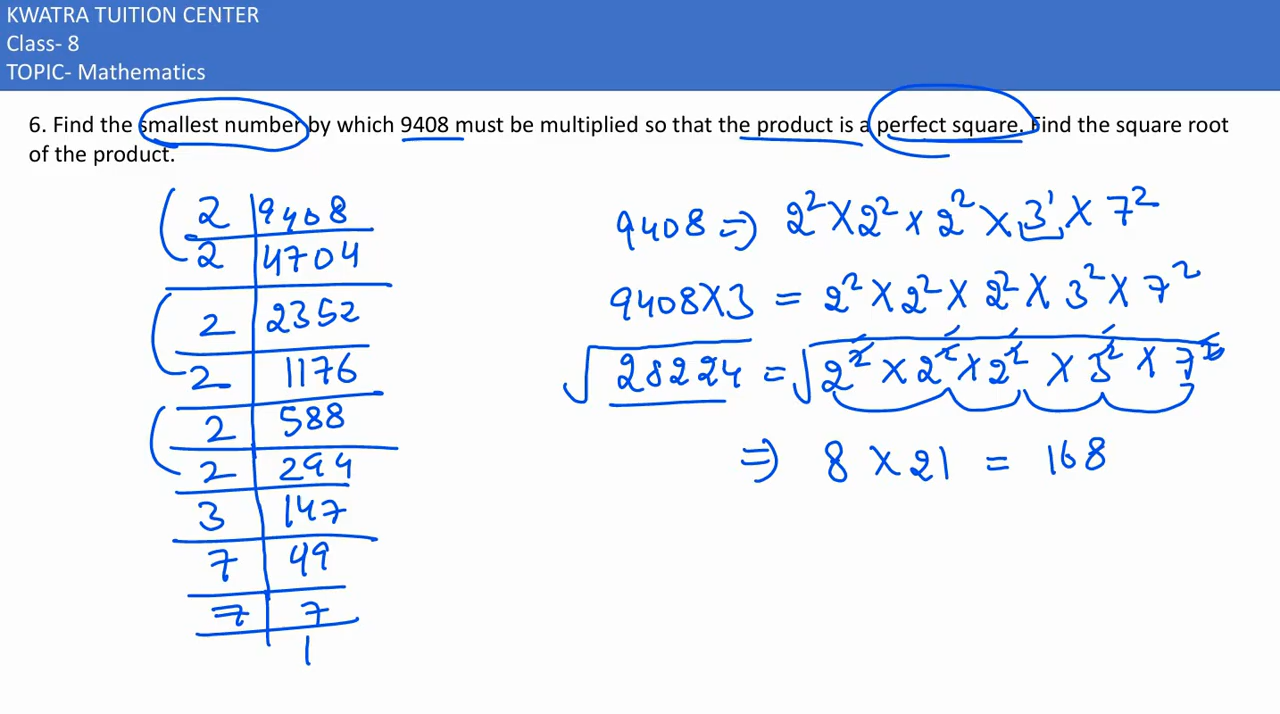 KWATRA TUITION CENTER
Class- 8
TOPIC- Mathematics
6. Find the smallest number by which 9408 must be multiplied so that the product is a perfect square. Find the square root
of the product.
2 | 9408
2 | 4704
2 | 2352
2 | 1176
2 | 588
2 | 294
3 | 147
7 | 49
7 | 7
1
9408 ⇒ 2² × 2² × 2² × 3¹ × 7²
9408 × 3 = 2² × 2² × 2² × 3² × 7²
√28224 = √2² × 2² × 2² × 3² × 7²
⇒ 8 × 21 = 168